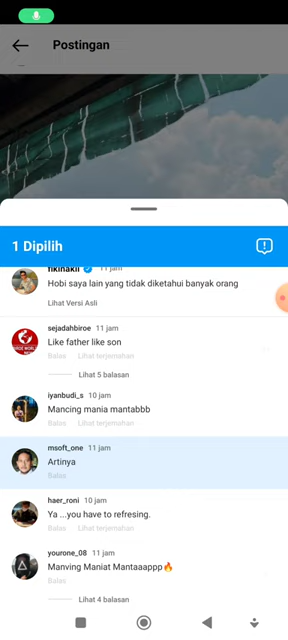 Postingan
1 Dipilih
fikinakii 11 jam
Hobi saya lain yang tidak diketahui banyak orang
Lihat Versi Asli
sejadahbiroe 11 jam
Like father like son
Balas Lihat terjemahan
Lihat 5 balasan
iyanbudi_s 10 jam
Mancing mania mantabbb
Balas Lihat terjemahan
msoft_one 11 jam
Artinya
Balas
haer_roni 10 jam
Ya ...you have to refresing.
Balas Lihat terjemahan
yourone_08 11 jam
Manving Maniat Mantaaappp🔥
Balas
Lihat 4 balasan